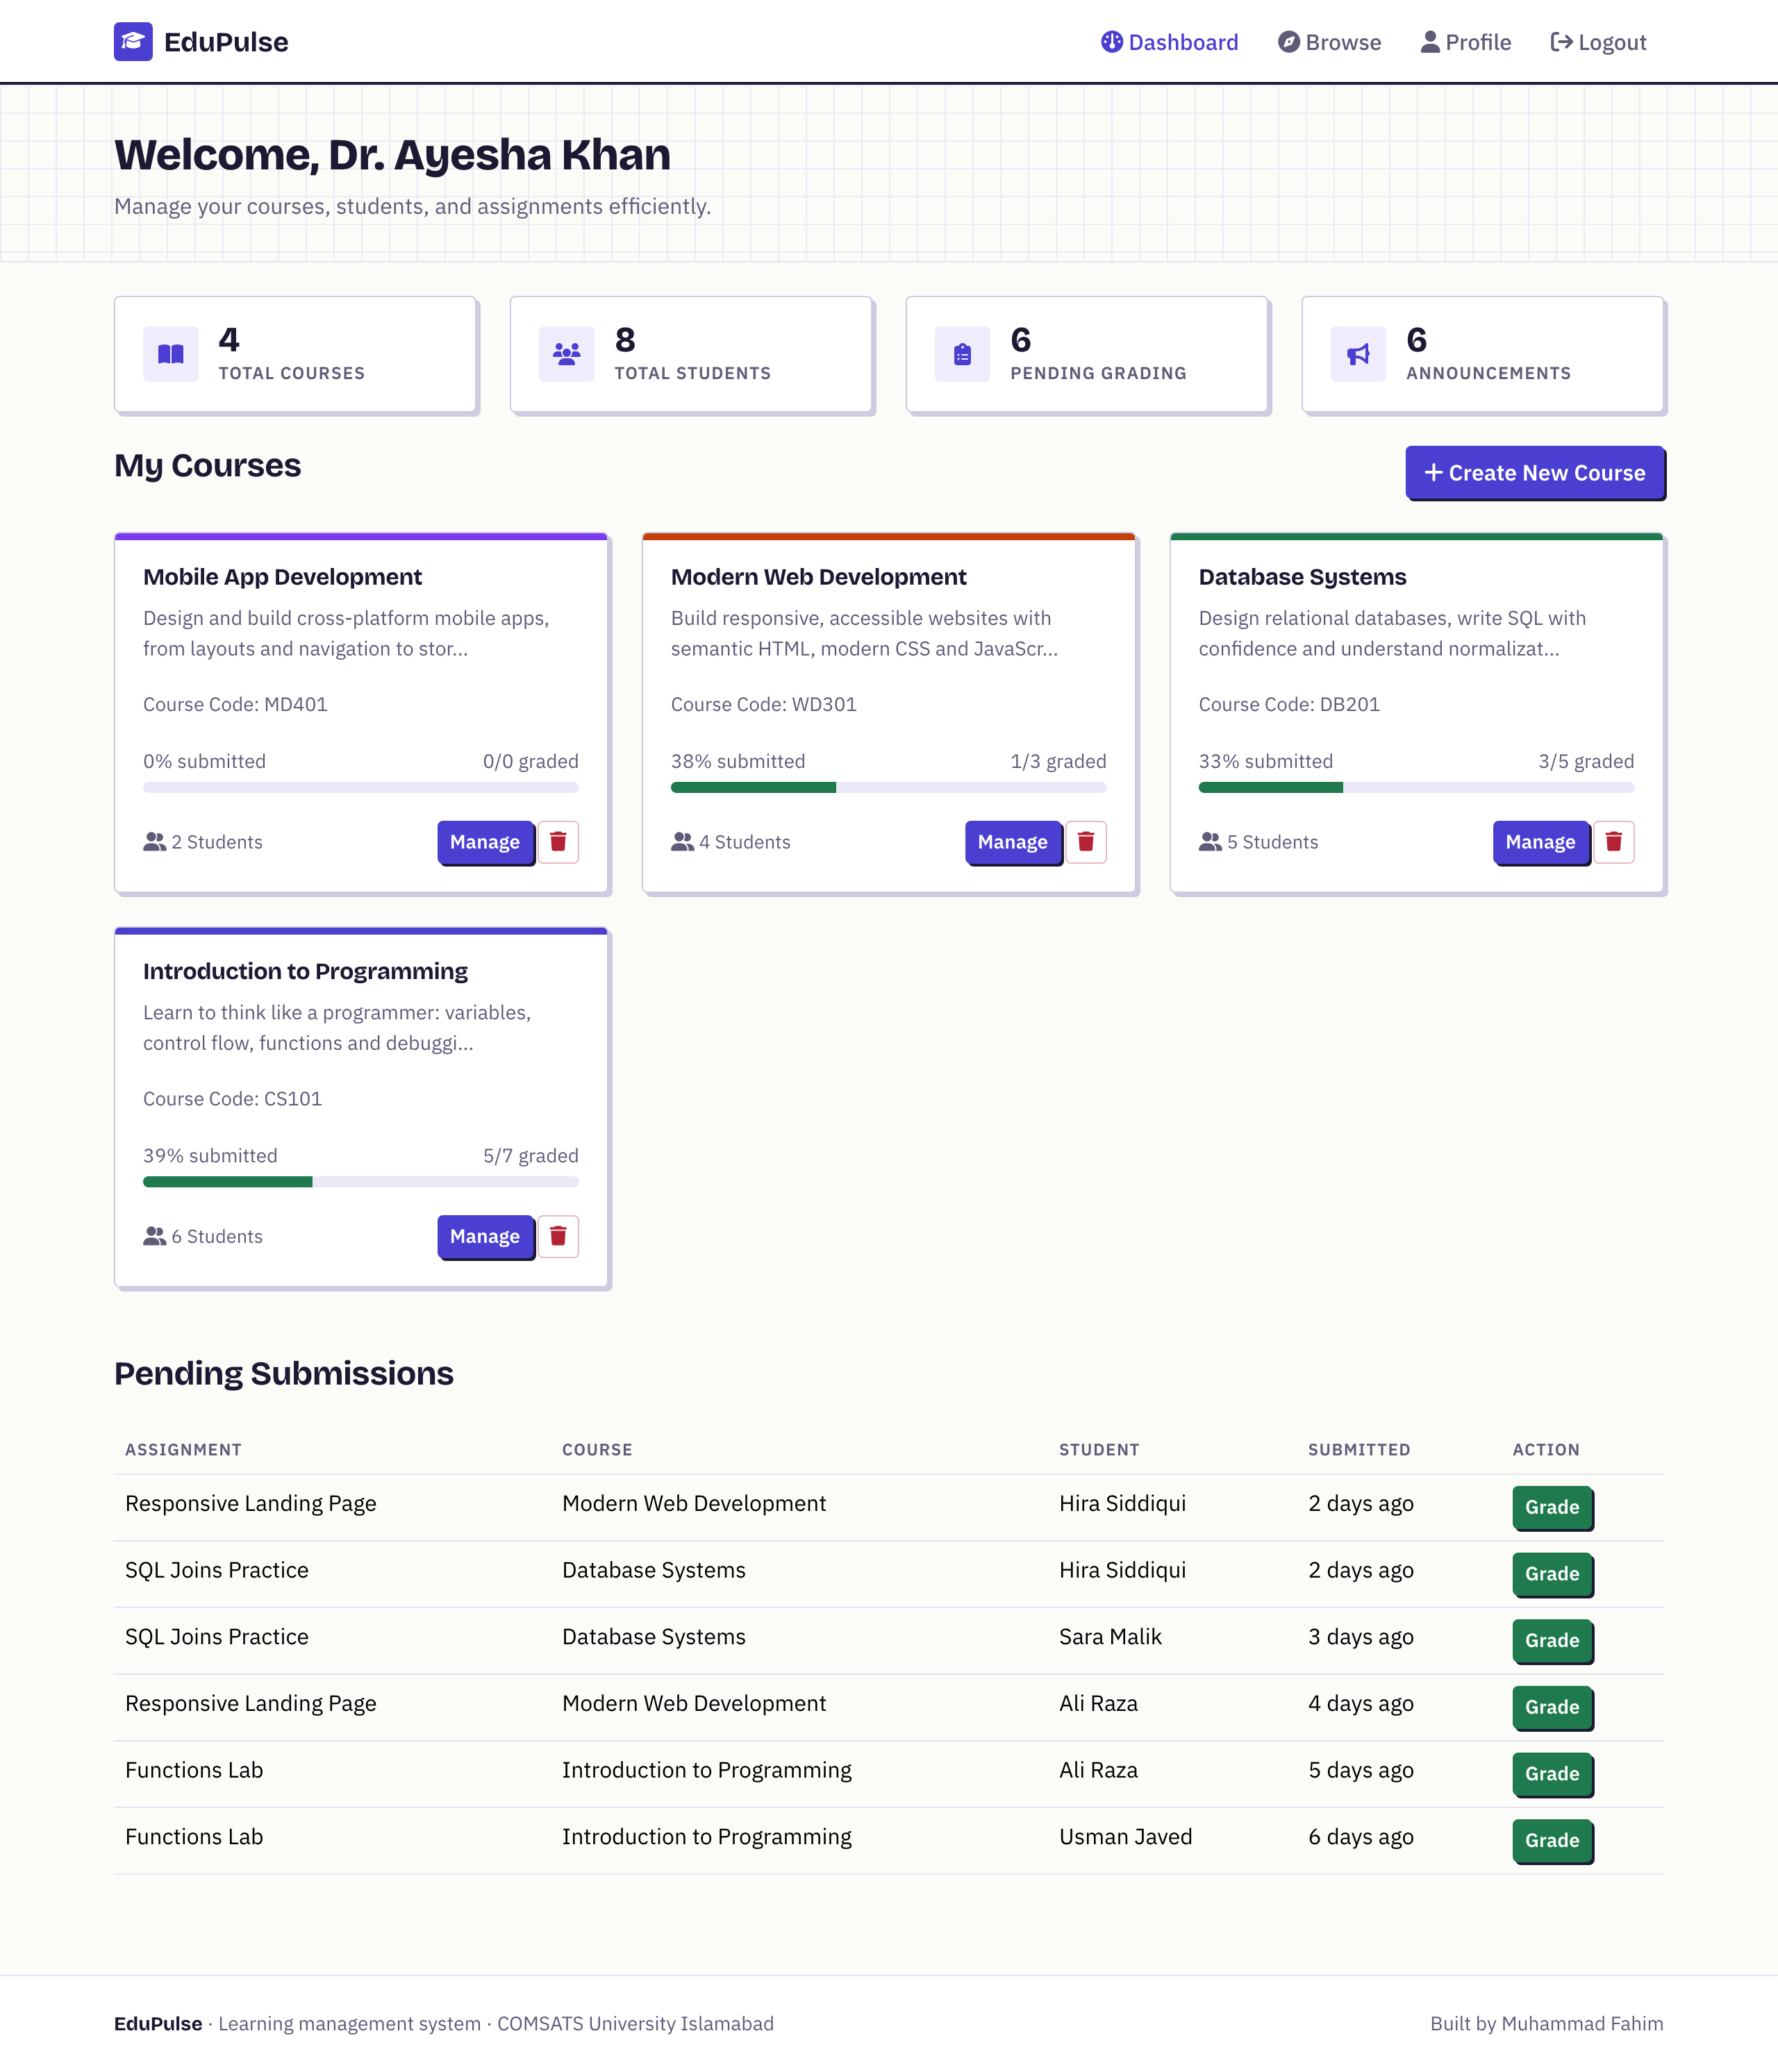 EduPulse
Dashboard Browse Profile Logout
Welcome, Dr. Ayesha Khan
Manage your courses, students, and assignments efficiently.
4
TOTAL COURSES
8
TOTAL STUDENTS
6
PENDING GRADING
6
ANNOUNCEMENTS
My Courses
+ Create New Course
Mobile App Development
Design and build cross-platform mobile apps,
from layouts and navigation to stor...
Course Code: MD401
0% submitted 0/0 graded
2 Students Manage
Modern Web Development
Build responsive, accessible websites with
semantic HTML, modern CSS and JavaScr...
Course Code: WD301
38% submitted 1/3 graded
4 Students Manage
Database Systems
Design relational databases, write SQL with
confidence and understand normalizat...
Course Code: DB201
33% submitted 3/5 graded
5 Students Manage
Introduction to Programming
Learn to think like a programmer: variables,
control flow, functions and debuggi...
Course Code: CS101
39% submitted 5/7 graded
6 Students Manage
Pending Submissions
ASSIGNMENT COURSE STUDENT SUBMITTED ACTION
Responsive Landing Page Modern Web Development Hira Siddiqui 2 days ago Grade
SQL Joins Practice Database Systems Hira Siddiqui 2 days ago Grade
SQL Joins Practice Database Systems Sara Malik 3 days ago Grade
Responsive Landing Page Modern Web Development Ali Raza 4 days ago Grade
Functions Lab Introduction to Programming Ali Raza 5 days ago Grade
Functions Lab Introduction to Programming Usman Javed 6 days ago Grade
EduPulse · Learning management system · COMSATS University Islamabad
Built by Muhammad Fahim